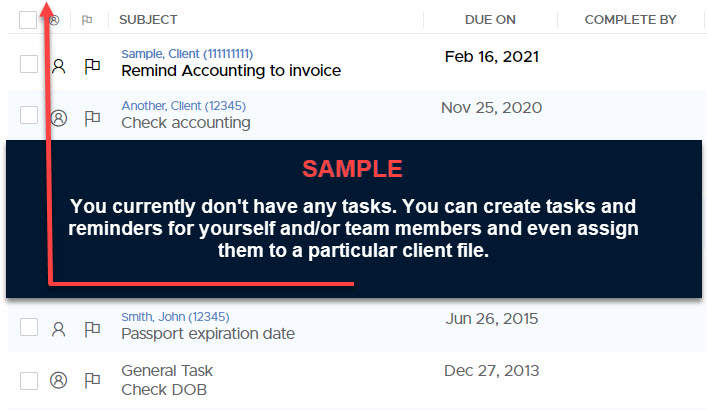 SUBJECT DUE ON COMPLETE BY
Sample, Client (111111111)
Remind Accounting to invoice Feb 16, 2021
Another, Client (12345)
Check accounting Nov 25, 2020
SAMPLE
You currently don't have any tasks. You can create tasks and
reminders for yourself and/or team members and even assign
them to a particular client file.
Smith, John (12345)
Passport expiration date Jun 26, 2015
General Task Dec 27, 2013
Check DOB